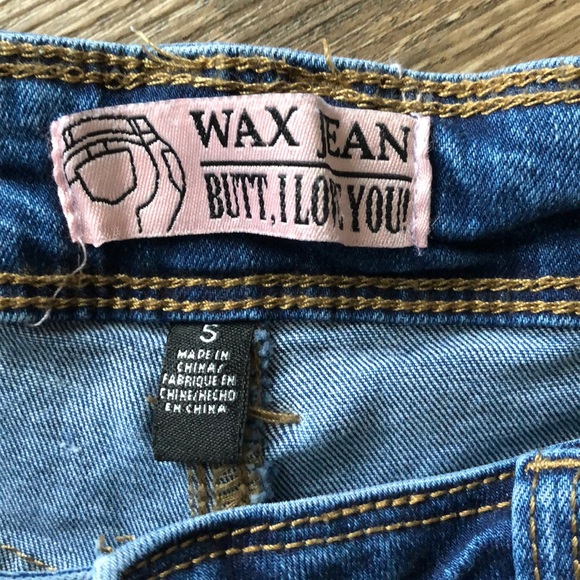 WAX JEAN
BUTT, I LOVE YOU!
5
MADE IN
CHINA/
FABRIQUE EN
CHINE/HECHO
EN CHINA